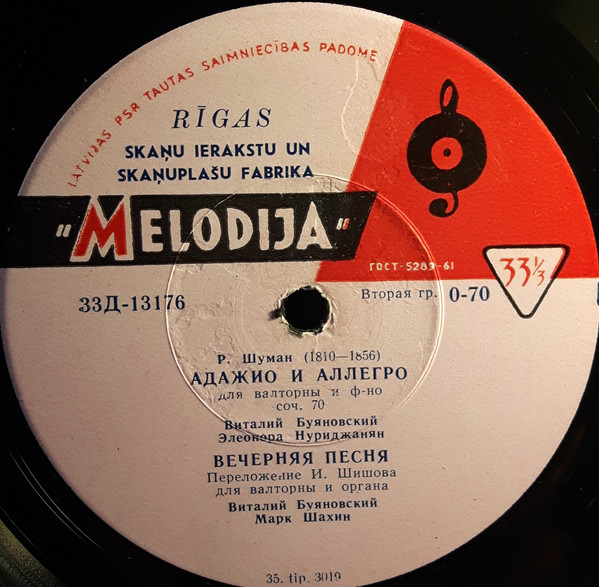 LATVIJAS PSR TAUTAS SAIMNIECĪBAS PADOME
RĪGAS
SKAŅU IERAKSTU UN
SKAŅUPLAŠU FABRIKA
"MELODIJA"
ГОСТ-5289-61
33⅓
33Д-13176
Вторая гр. 0-70
Р. Шуман (1810—1856)
АДАЖИО И АЛЛЕГРО
для валторны и ф-но
соч. 70
Виталий Буяновский
Элеонора Нуриджанян
ВЕЧЕРНЯЯ ПЕСНЯ
Переложение И. Шишова
для валторны и органа
Виталий Буяновский
Марк Шахин
35. tip. 3019